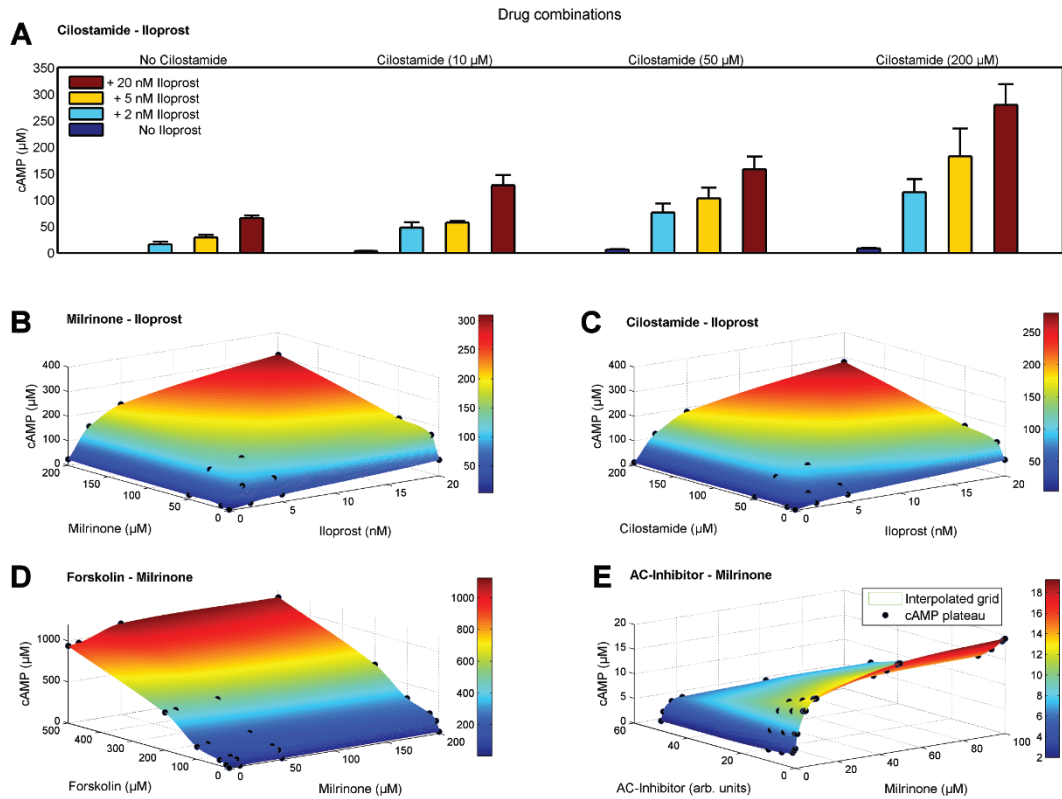 Drug combinations
A
Cilostamide - Iloprost
No Cilostamide
Cilostamide (10 µM)
Cilostamide (50 µM)
Cilostamide (200 µM)
350
300
250
200
150
100
50
0
cAMP (µM)
+ 20 nM Iloprost
+ 5 nM Iloprost
+ 2 nM Iloprost
No Iloprost
B
Milrinone - Iloprost
400
300
200
100
0
cAMP (µM)
200
150
100
50
0
Milrinone (µM)
0
5
10
15
20
Iloprost (nM)
300
250
200
150
100
50
C
Cilostamide - Iloprost
400
300
200
100
0
cAMP (µM)
200
150
100
50
0
Cilostamide (µM)
0
5
10
15
20
Iloprost (nM)
250
200
150
100
50
D
Forskolin - Milrinone
1000
500
0
cAMP (µM)
500
400
300
200
100
0
Forskolin (µM)
0
50
100
150
200
Milrinone (µM)
1000
800
600
400
200
E
AC-Inhibitor - Milrinone
Interpolated grid
cAMP plateau
20
15
10
5
0
cAMP (µM)
60
40
20
0
AC-Inhibitor (arb. units)
0
20
40
60
80
100
Milrinone (µM)
18
16
14
12
10
8
6
4
2